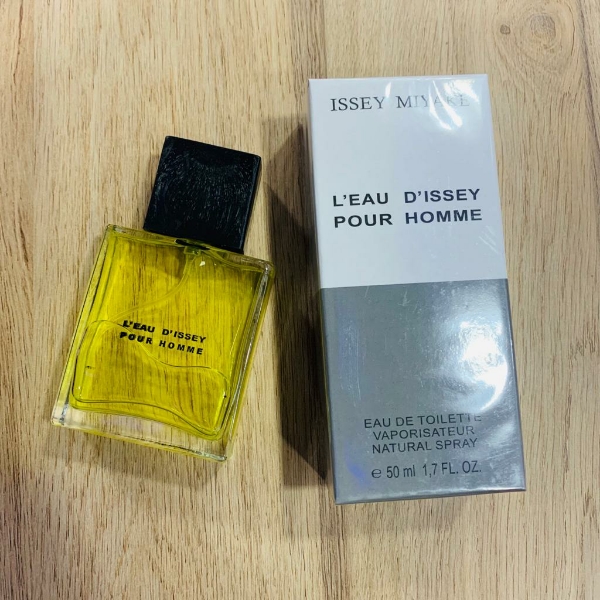 L'EAU D'ISSEY
POUR HOMME
ISSEY MIYAKE
L'EAU D'ISSEY
POUR HOMME
EAU DE TOILETTE
VAPORISATEUR
NATURAL SPRAY
℮ 50 ml 1,7 FL. OZ.